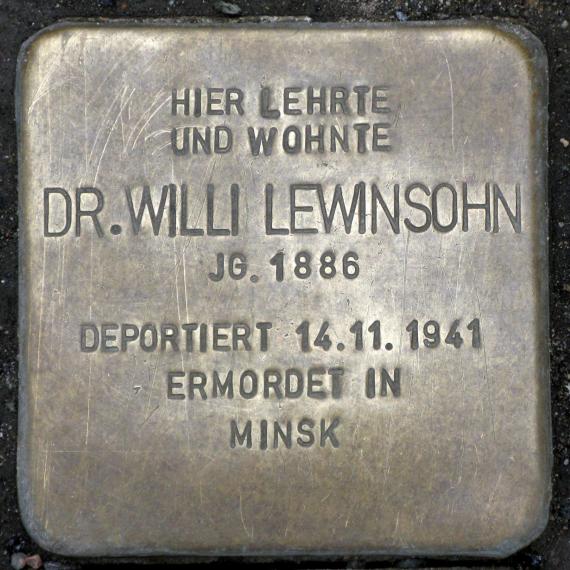 HIER LEHRTE
UND WOHNTE
DR. WILLI LEWINSOHN
JG. 1886
DEPORTIERT 14.11.1941
ERMORDET IN
MINSK